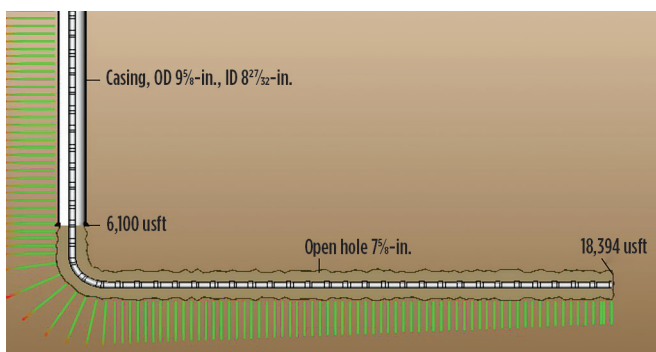 Casing, OD 9⅝-in., ID 8²⁷/₃₂-in.
6,100 usft
Open hole 7⅞-in.
18,394 usft